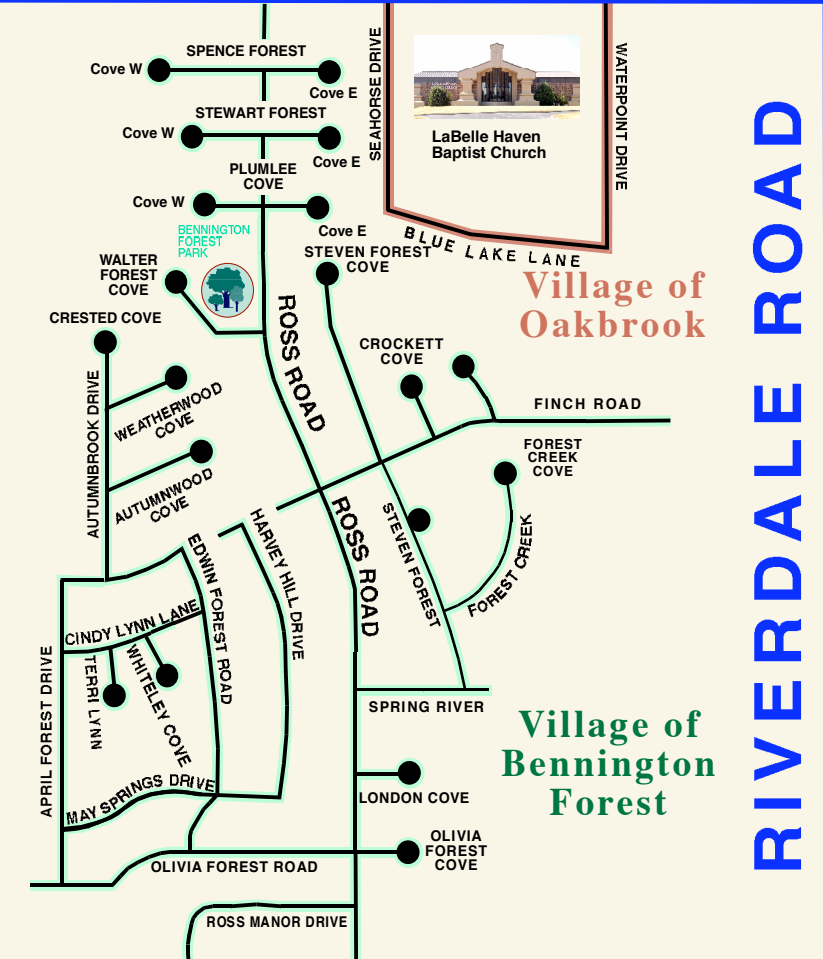 SPENCE FOREST
Cove W
Cove E
STEWART FOREST
Cove W
Cove E
PLUMLEE
COVE
Cove W
Cove E
SEAHORSE DRIVE
WATERPOINT DRIVE
LaBelle Haven
Baptist Church
BLUE LAKE LANE
Village of
Oakbrook
RIVERDALE ROAD
BENNINGTON
FOREST
PARK
WALTER
FOREST
COVE
STEVEN FOREST
COVE
CRESTED COVE
ROSS ROAD
CROCKETT
COVE
FINCH ROAD
AUTUMNBROOK DRIVE
WEATHERWOOD
COVE
AUTUMNWOOD
COVE
FOREST
CREEK
COVE
ROSS ROAD
STEVEN FOREST
FOREST CREEK
HARVEY HILL DRIVE
EDWIN FOREST ROAD
CINDY LYNN LANE
TERRI LYNN
WHITELEY COVE
APRIL FOREST DRIVE
MAY SPRINGS DRIVE
SPRING RIVER
Village of
Bennington
Forest
LONDON COVE
OLIVIA
FOREST
COVE
OLIVIA FOREST ROAD
ROSS MANOR DRIVE